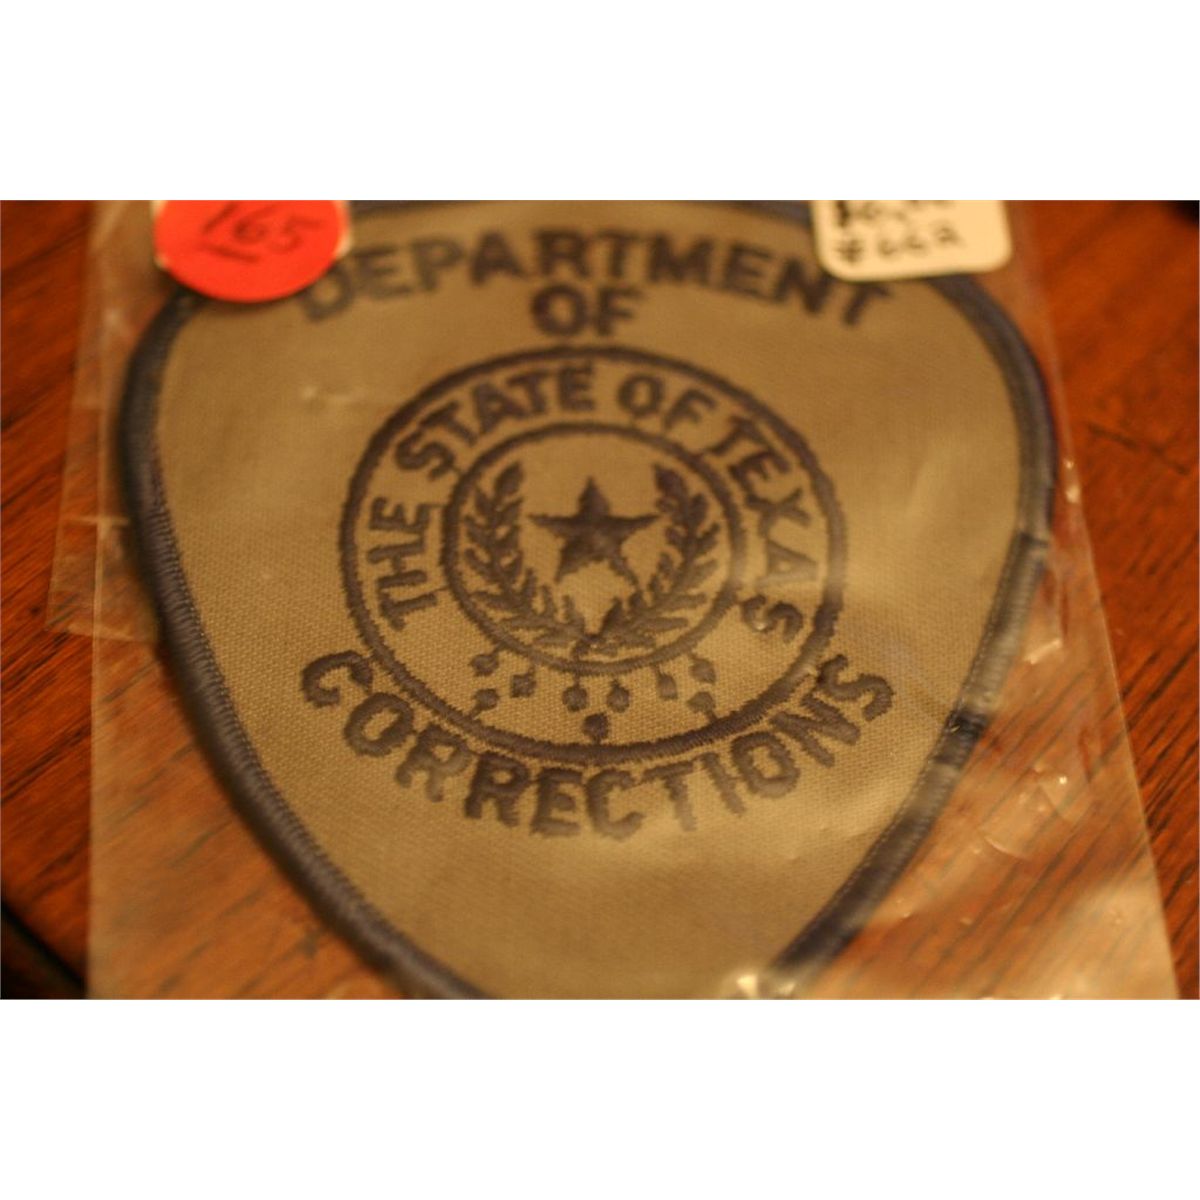 165
DEPARTMENT
OF
THE STATE OF TEXAS
CORRECTIONS